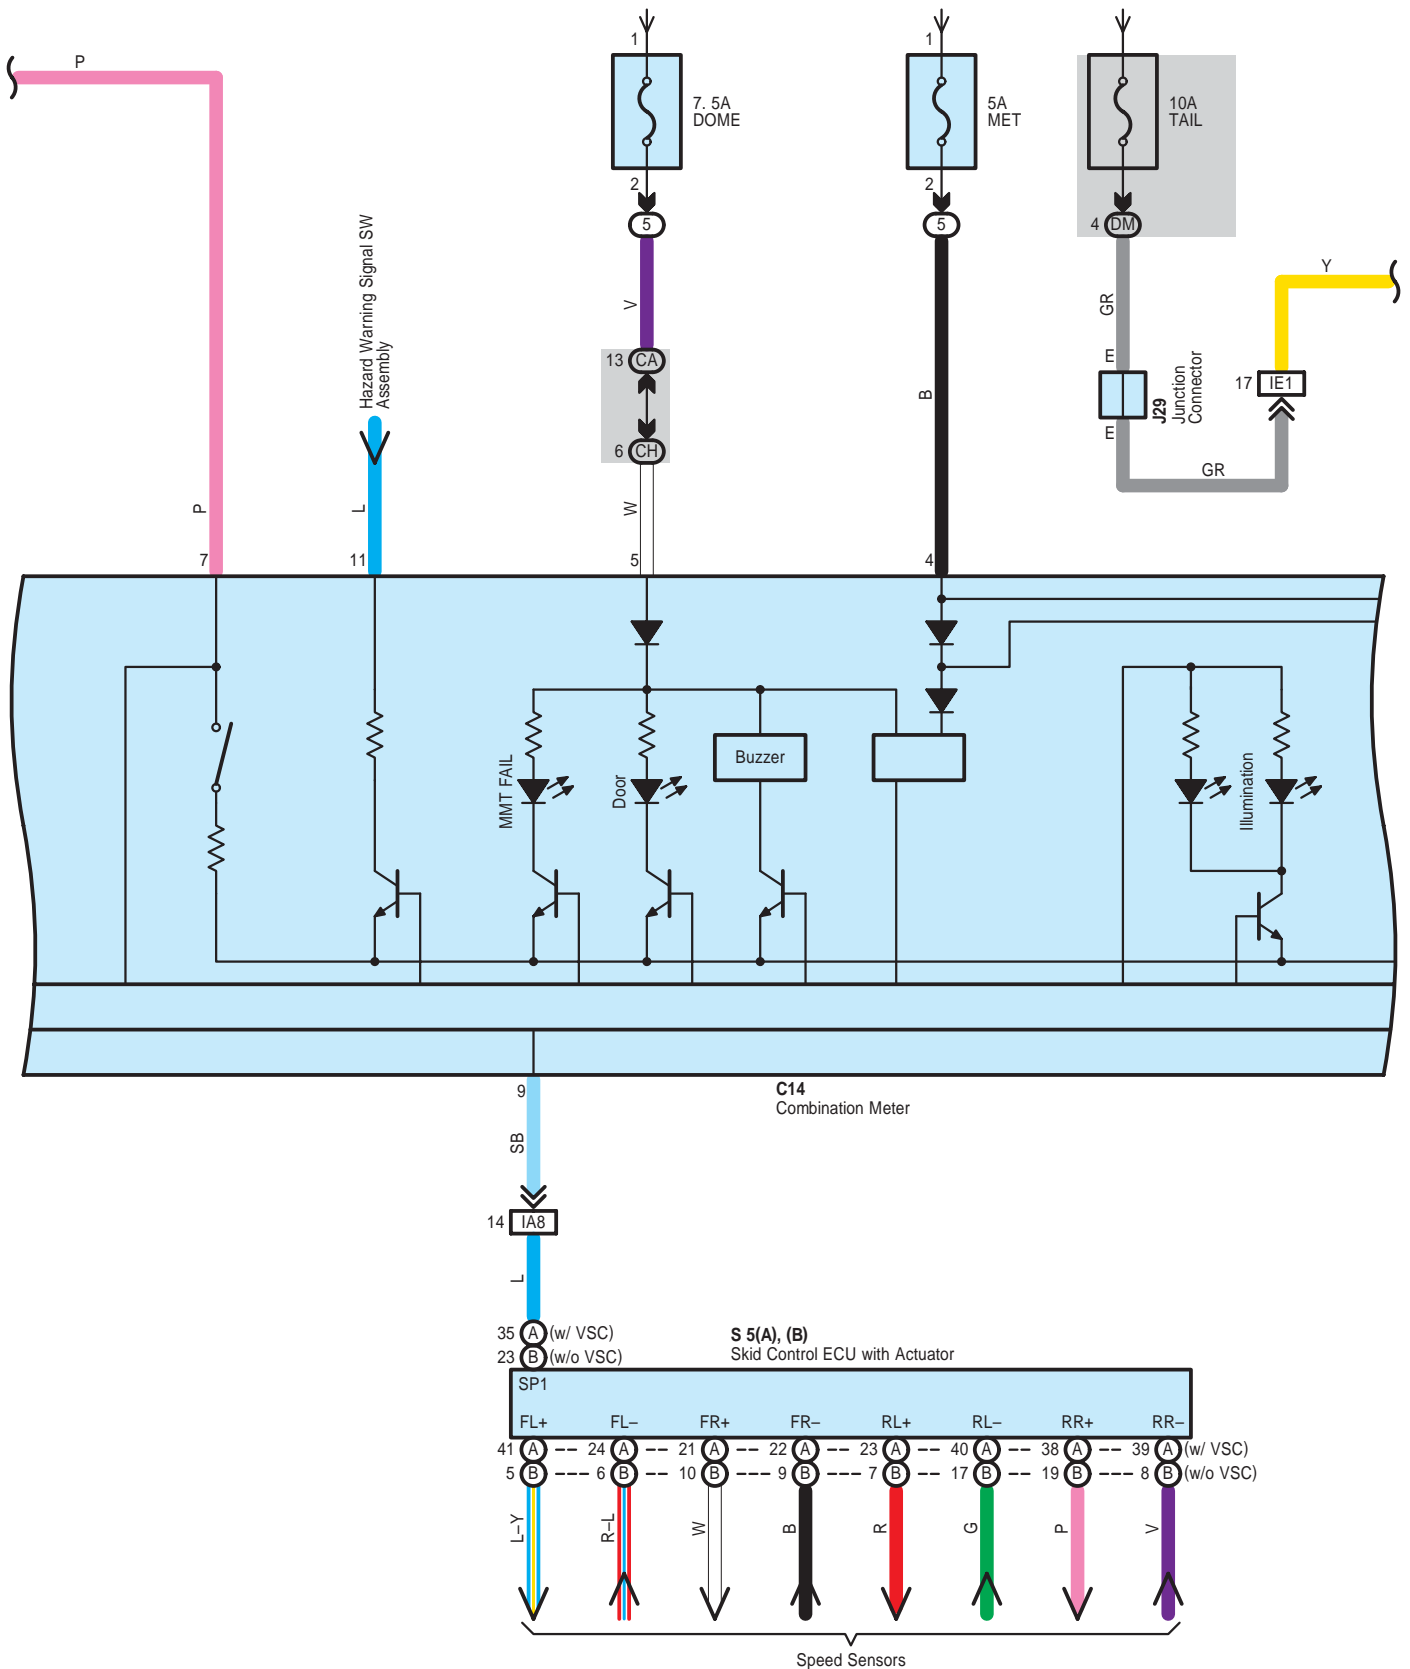 P
1
1
7. 5A
DOME
5A
MET
10A
TAIL
2
2
5
5
4 DM
Hazard Warning Signal SW
Assembly
V
GR
Y
13 CA
E
17 IE1
J29
Junction
Connector
B
E
6 CH
GR
P
L
W
7
11
5
4
MMT FAIL
Door
Buzzer
Illumination
9
C14
Combination Meter
SB
14 IA8
L
35 A (w/ VSC)
23 B (w/o VSC)
S 5(A), (B)
Skid Control ECU with Actuator
SP1
FL+ FL– FR+ FR– RL+ RL– RR+ RR–
41 A 24 A 21 A 22 A 23 A 40 A 38 A 39 A (w/ VSC)
5 B 6 B 10 B 9 B 7 B 17 B 19 B 8 B (w/o VSC)
L–Y R–L W B R G P V
Speed Sensors